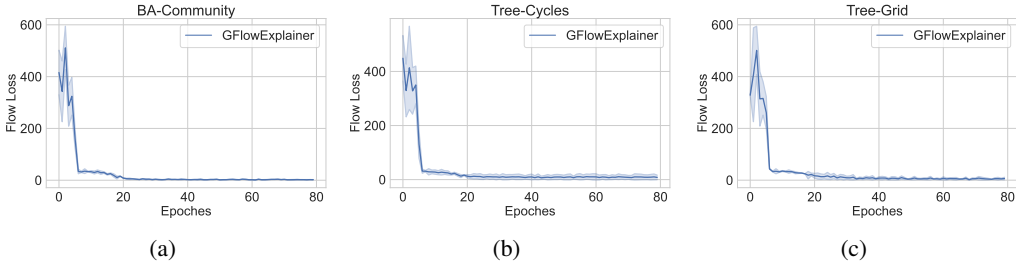 BA-Community
600
400
200
0
Flow Loss
GFlowExplainer
0
20
40
60
80
Epoches
(a)
Tree-Cycles
400
200
0
Flow Loss
GFlowExplainer
0
20
40
60
80
Epoches
(b)
Tree-Grid
600
400
200
0
Flow Loss
GFlowExplainer
0
20
40
60
80
Epoches
(c)